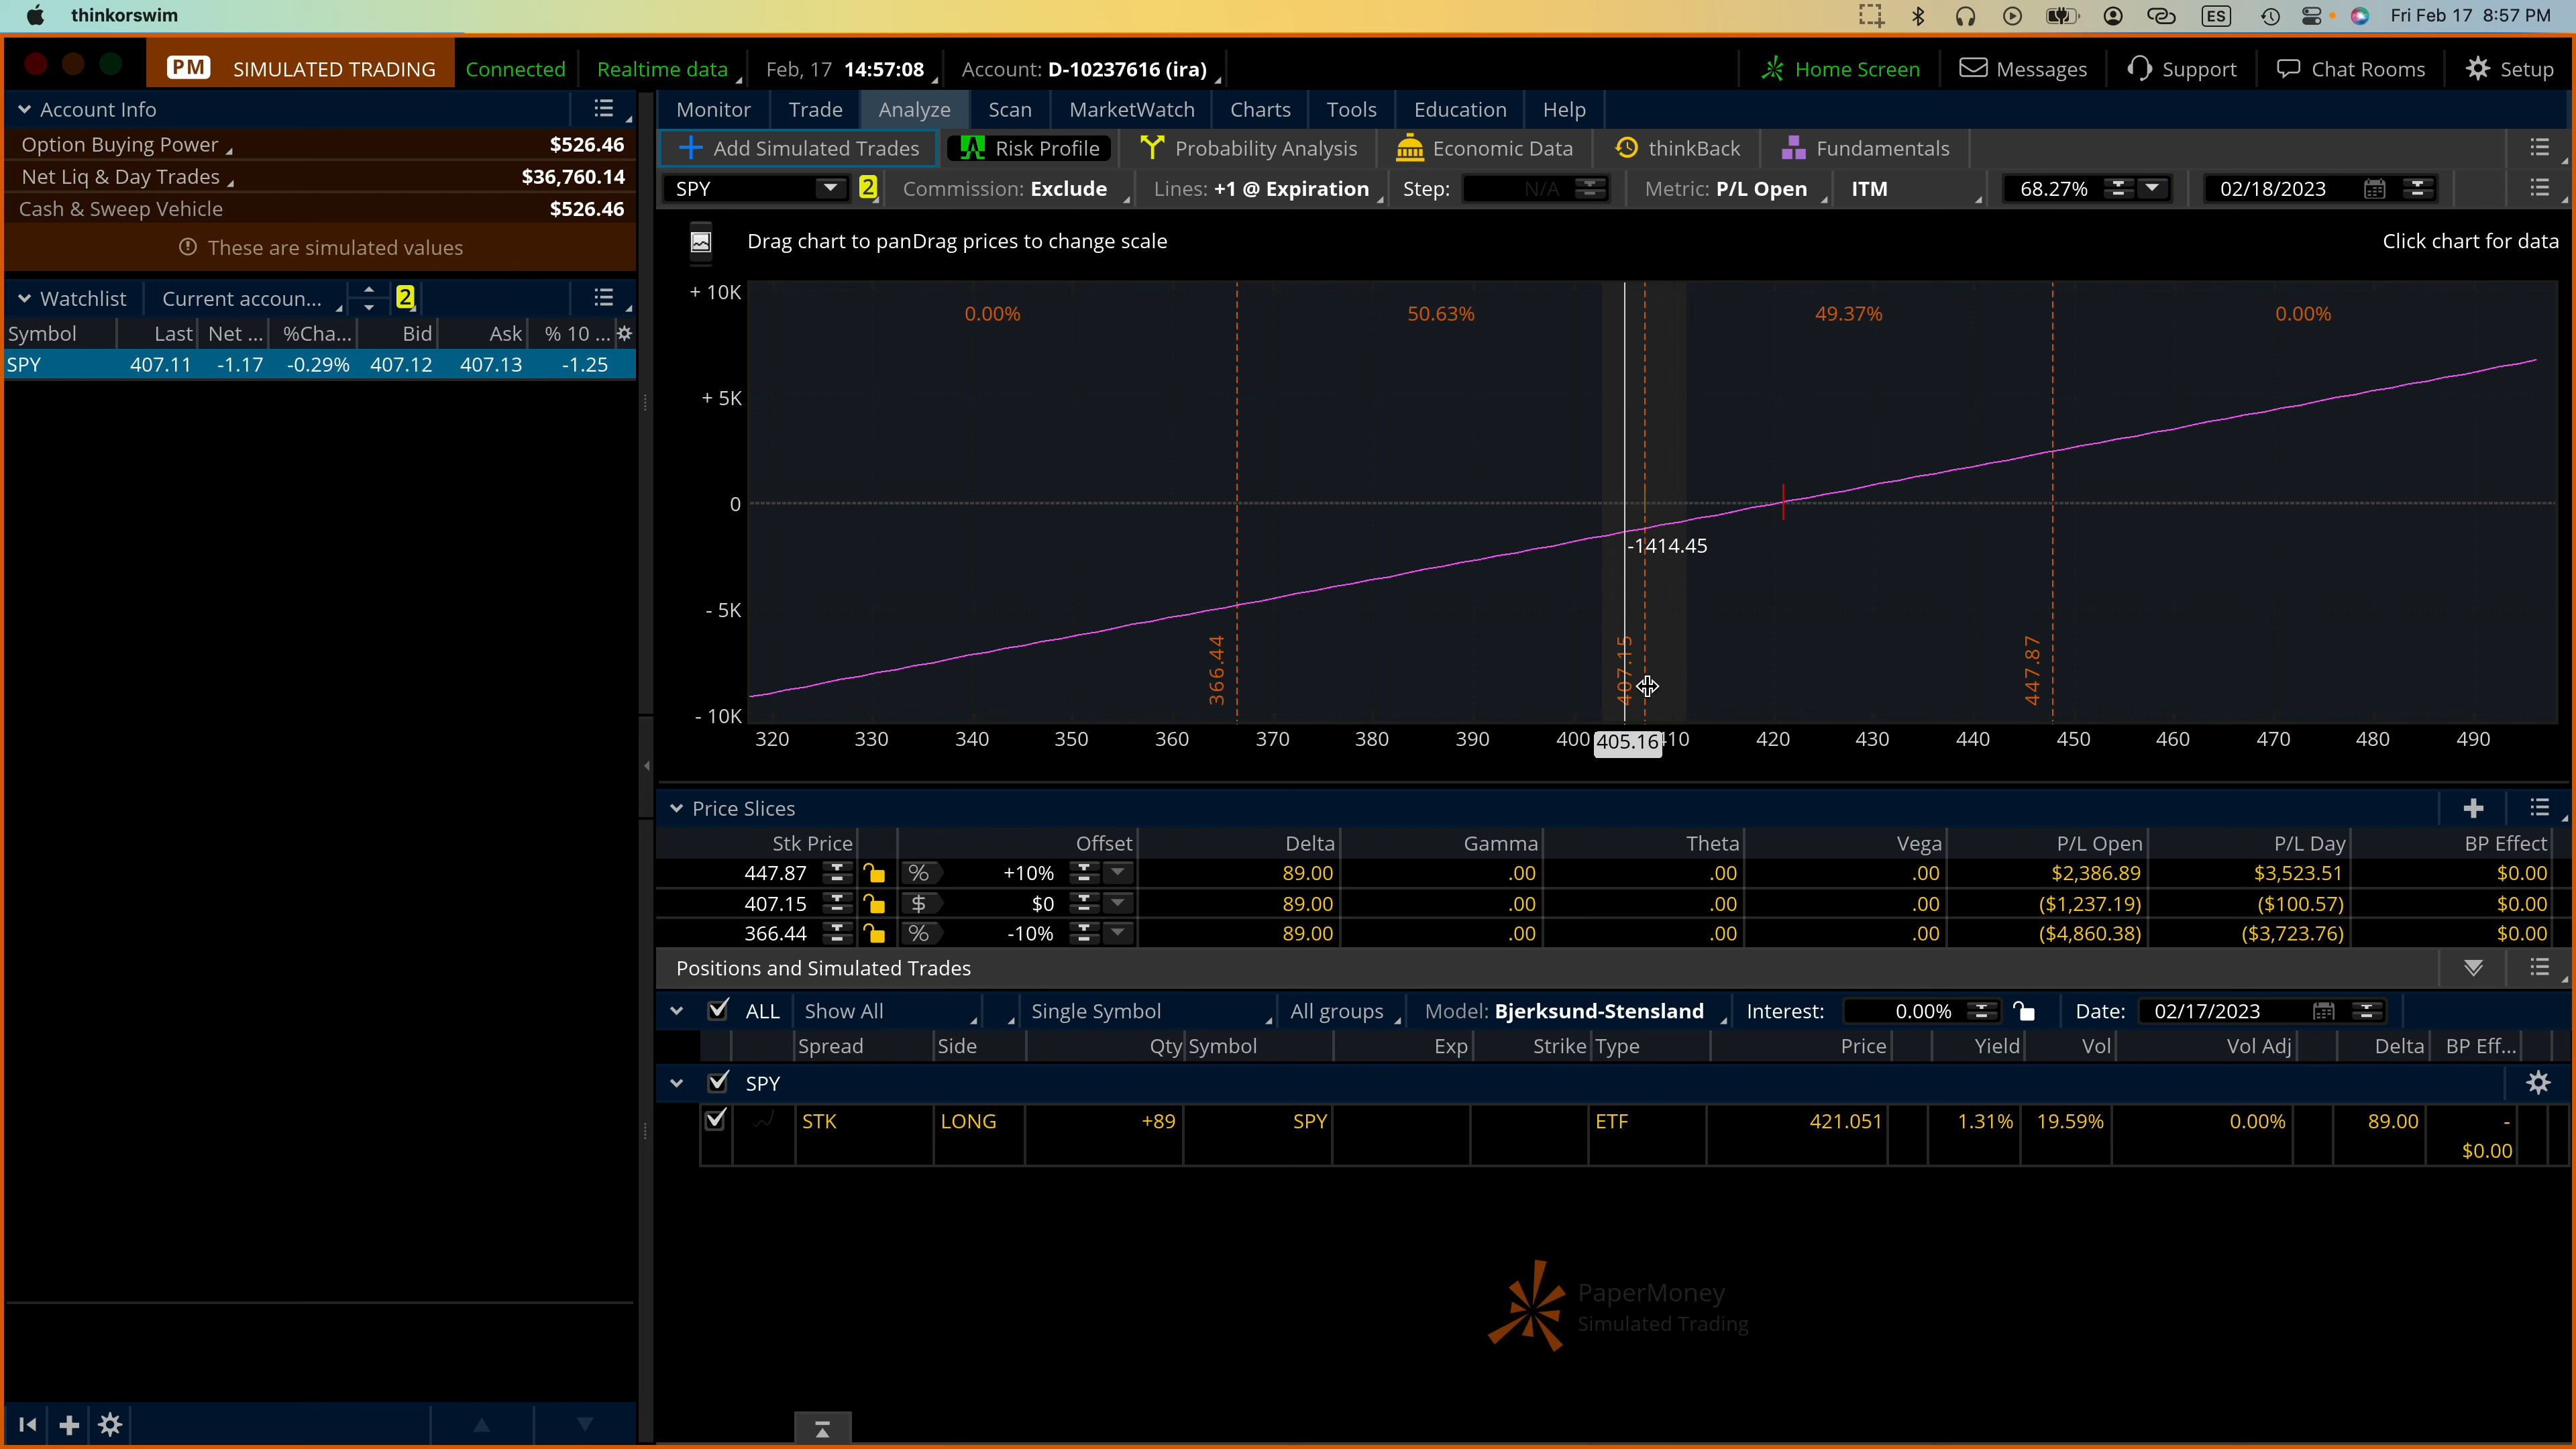 thinkorswim
ES
Fri Feb 17 8:57 PM
PM SIMULATED TRADING Connected Realtime data Feb, 17 14:57:08 Account: D-10237616 (ira) Home Screen Messages Support Chat Rooms Setup
Account Info
Option Buying Power $526.46
Net Liq & Day Trades $36,760.14
Cash & Sweep Vehicle $526.46
These are simulated values
Watchlist Current accoun... 2
Symbol Last Net ... %Cha... Bid Ask % 10 ...
SPY 407.11 -1.17 -0.29% 407.12 407.13 -1.25
Monitor Trade Analyze Scan MarketWatch Charts Tools Education Help
Add Simulated Trades Risk Profile Probability Analysis Economic Data thinkBack Fundamentals
SPY 2 Commission: Exclude Lines: +1 @ Expiration Step: N/A Metric: P/L Open ITM 68.27% 02/18/2023
Drag chart to panDrag prices to change scale Click chart for data
+ 10K
0.00% 50.63% 49.37% 0.00%
+ 5K
0
-1414.45
- 5K
366.44 407.15 447.87
- 10K
320 330 340 350 360 370 380 390 400 405.16 410 420 430 440 450 460 470 480 490
Price Slices
Stk Price Offset Delta Gamma Theta Vega P/L Open P/L Day BP Effect
447.87 % +10% 89.00 .00 .00 .00 $2,386.89 $3,523.51 $0.00
407.15 $ $0 89.00 .00 .00 .00 ($1,237.19) ($100.57) $0.00
366.44 % -10% 89.00 .00 .00 .00 ($4,860.38) ($3,723.76) $0.00
Positions and Simulated Trades
ALL Show All Single Symbol All groups Model: Bjerksund-Stensland Interest: 0.00% Date: 02/17/2023
Spread Side Qty Symbol Exp Strike Type Price Yield Vol Vol Adj Delta BP Eff...
SPY
STK LONG +89 SPY ETF 421.051 1.31% 19.59% 0.00% 89.00 -
$0.00
PaperMoney
Simulated Trading